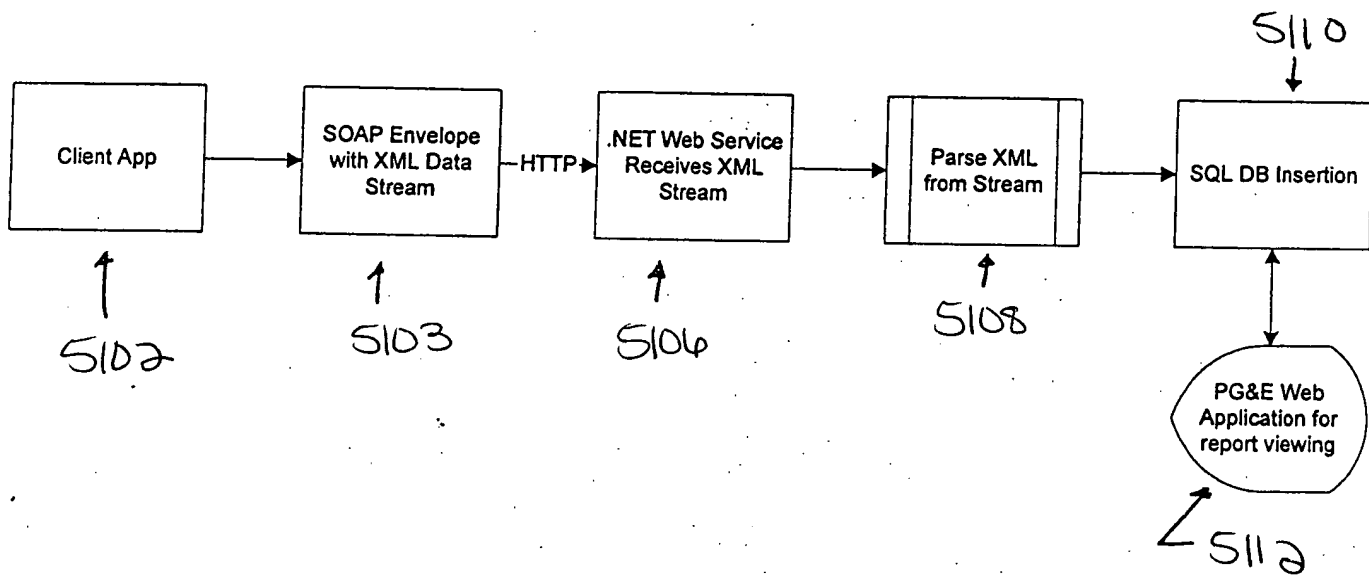 5110
Client App
SOAP Envelope
with XML Data
Stream
HTTP
.NET Web Service
Receives XML
Stream
Parse XML
from Stream
SQL DB Insertion
5102
5103
5106
5108
PG&E Web
Application for
report viewing
5112